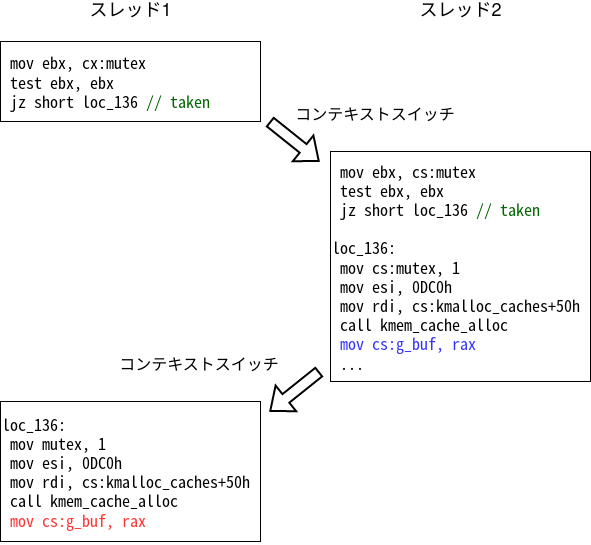 スレッド1
スレッド2
mov ebx, cx:mutex
test ebx, ebx
jz short loc_136 // taken
コンテキストスイッチ
mov ebx, cs:mutex
test ebx, ebx
jz short loc_136 // taken
loc_136:
mov cs:mutex, 1
mov esi, 0DC0h
mov rdi, cs:kmalloc_caches+50h
call kmem_cache_alloc
mov cs:g_buf, rax
...
コンテキストスイッチ
loc_136:
mov mutex, 1
mov esi, 0DC0h
mov rdi, cs:kmalloc_caches+50h
call kmem_cache_alloc
mov cs:g_buf, rax